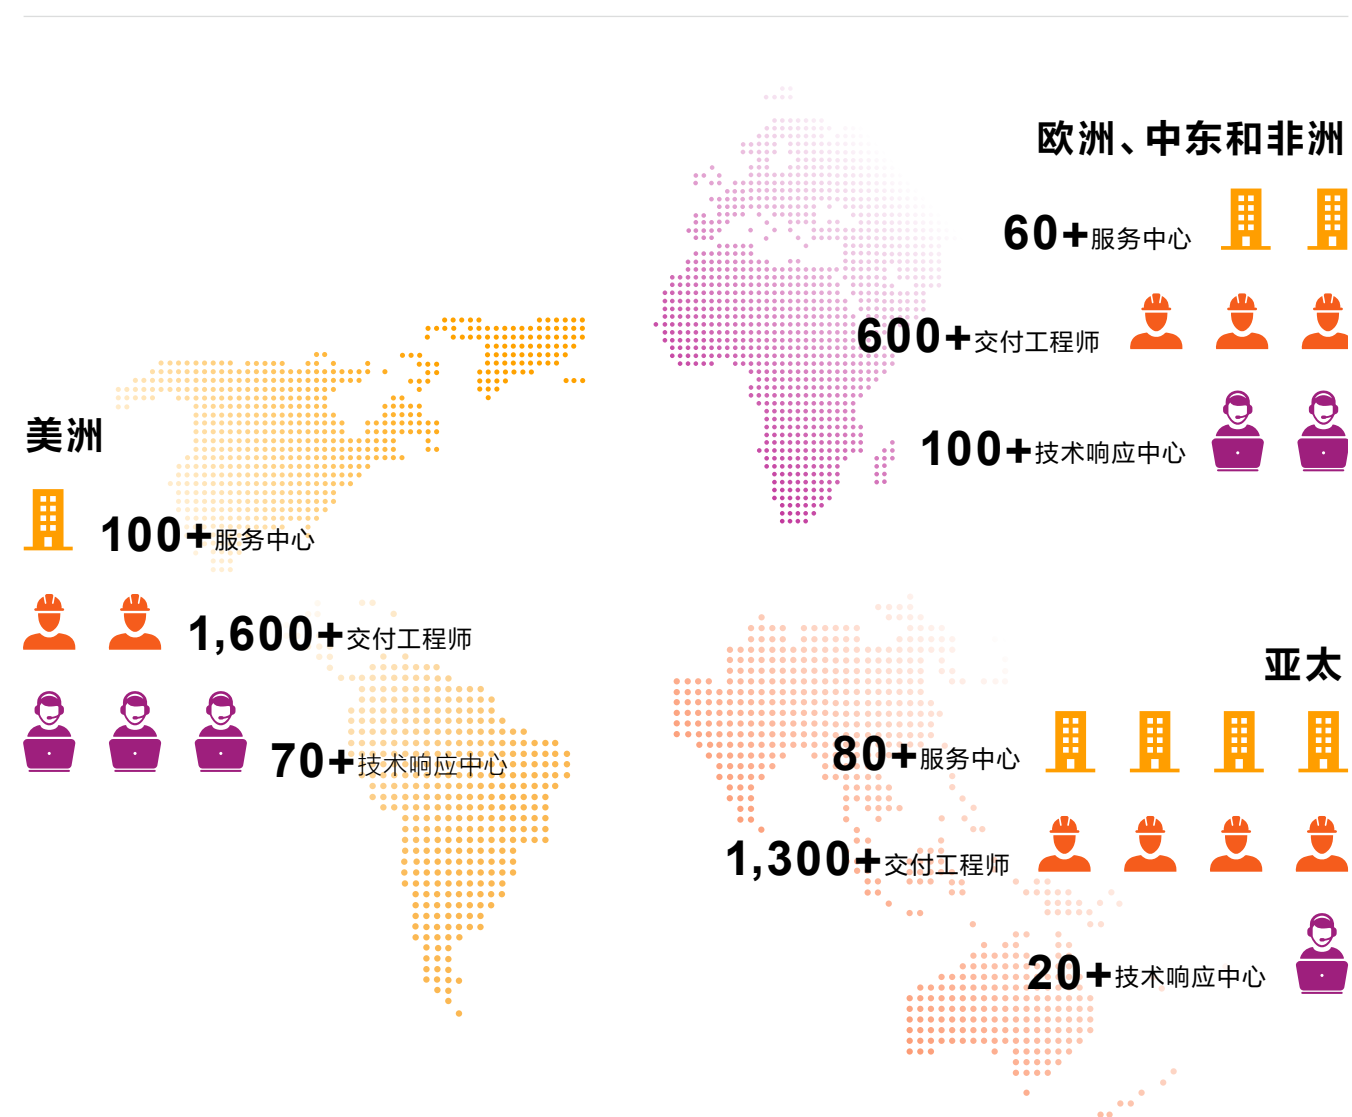 欧洲、中东和非洲
60+服务中心
600+交付工程师
100+技术响应中心
美洲
100+服务中心
1,600+交付工程师
70+技术响应中心
亚太
80+服务中心
1,300+交付工程师
20+技术响应中心